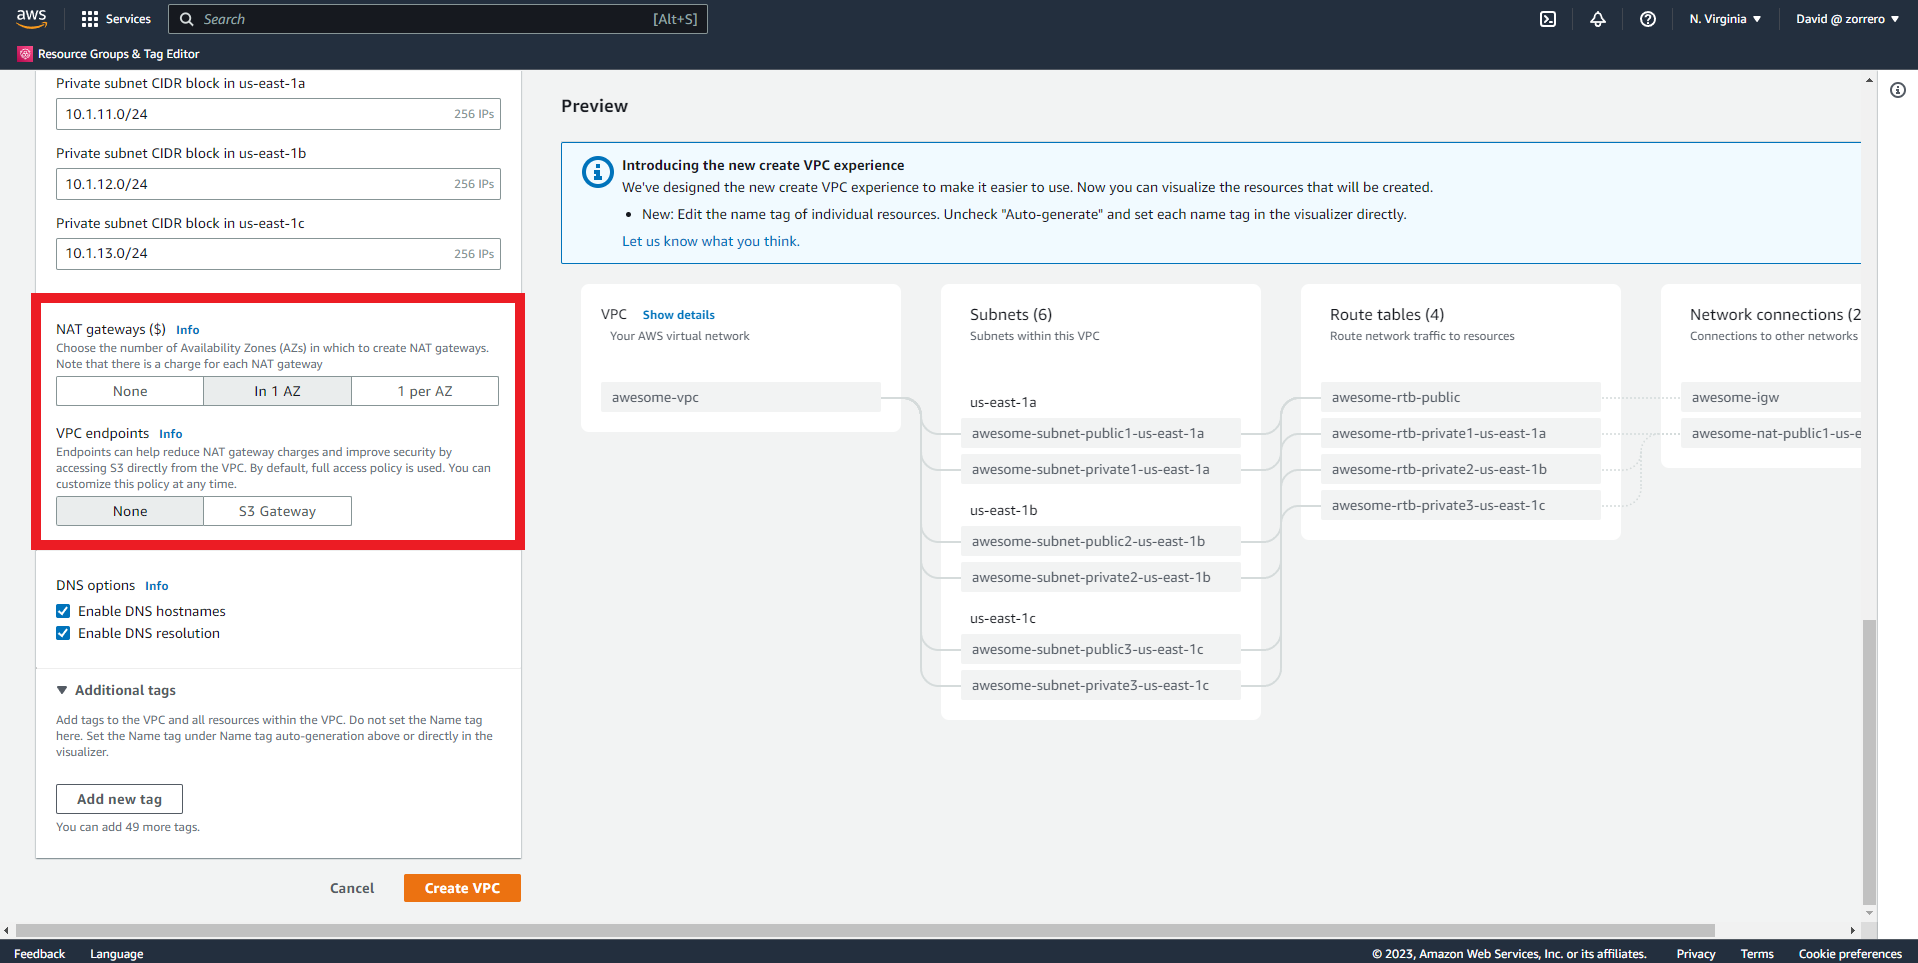 aws
Services
Search
[Alt+S]
N. Virginia
David @ zorrero
Resource Groups & Tag Editor
Private subnet CIDR block in us-east-1a
10.1.11.0/24
256 IPs
Private subnet CIDR block in us-east-1b
10.1.12.0/24
256 IPs
Private subnet CIDR block in us-east-1c
10.1.13.0/24
256 IPs
NAT gateways ($) Info
Choose the number of Availability Zones (AZs) in which to create NAT gateways.
Note that there is a charge for each NAT gateway
None
In 1 AZ
1 per AZ
VPC endpoints Info
Endpoints can help reduce NAT gateway charges and improve security by
accessing S3 directly from the VPC. By default, full access policy is used. You can
customize this policy at any time.
None
S3 Gateway
DNS options Info
Enable DNS hostnames
Enable DNS resolution
Additional tags
Add tags to the VPC and all resources within the VPC. Do not set the Name tag
here. Set the Name tag under Name tag auto-generation above or directly in the
visualizer.
Add new tag
You can add 49 more tags.
Cancel
Create VPC
Preview
Introducing the new create VPC experience
We've designed the new create VPC experience to make it easier to use. Now you can visualize the resources that will be created.
• New: Edit the name tag of individual resources. Uncheck "Auto-generate" and set each name tag in the visualizer directly.
Let us know what you think.
VPC Show details
Your AWS virtual network
awesome-vpc
Subnets (6)
Subnets within this VPC
us-east-1a
awesome-subnet-public1-us-east-1a
awesome-subnet-private1-us-east-1a
us-east-1b
awesome-subnet-public2-us-east-1b
awesome-subnet-private2-us-east-1b
us-east-1c
awesome-subnet-public3-us-east-1c
awesome-subnet-private3-us-east-1c
Route tables (4)
Route network traffic to resources
awesome-rtb-public
awesome-rtb-private1-us-east-1a
awesome-rtb-private2-us-east-1b
awesome-rtb-private3-us-east-1c
Network connections (2
Connections to other networks
awesome-igw
awesome-nat-public1-us-e
Feedback
Language
© 2023, Amazon Web Services, Inc. or its affiliates.
Privacy
Terms
Cookie preferences